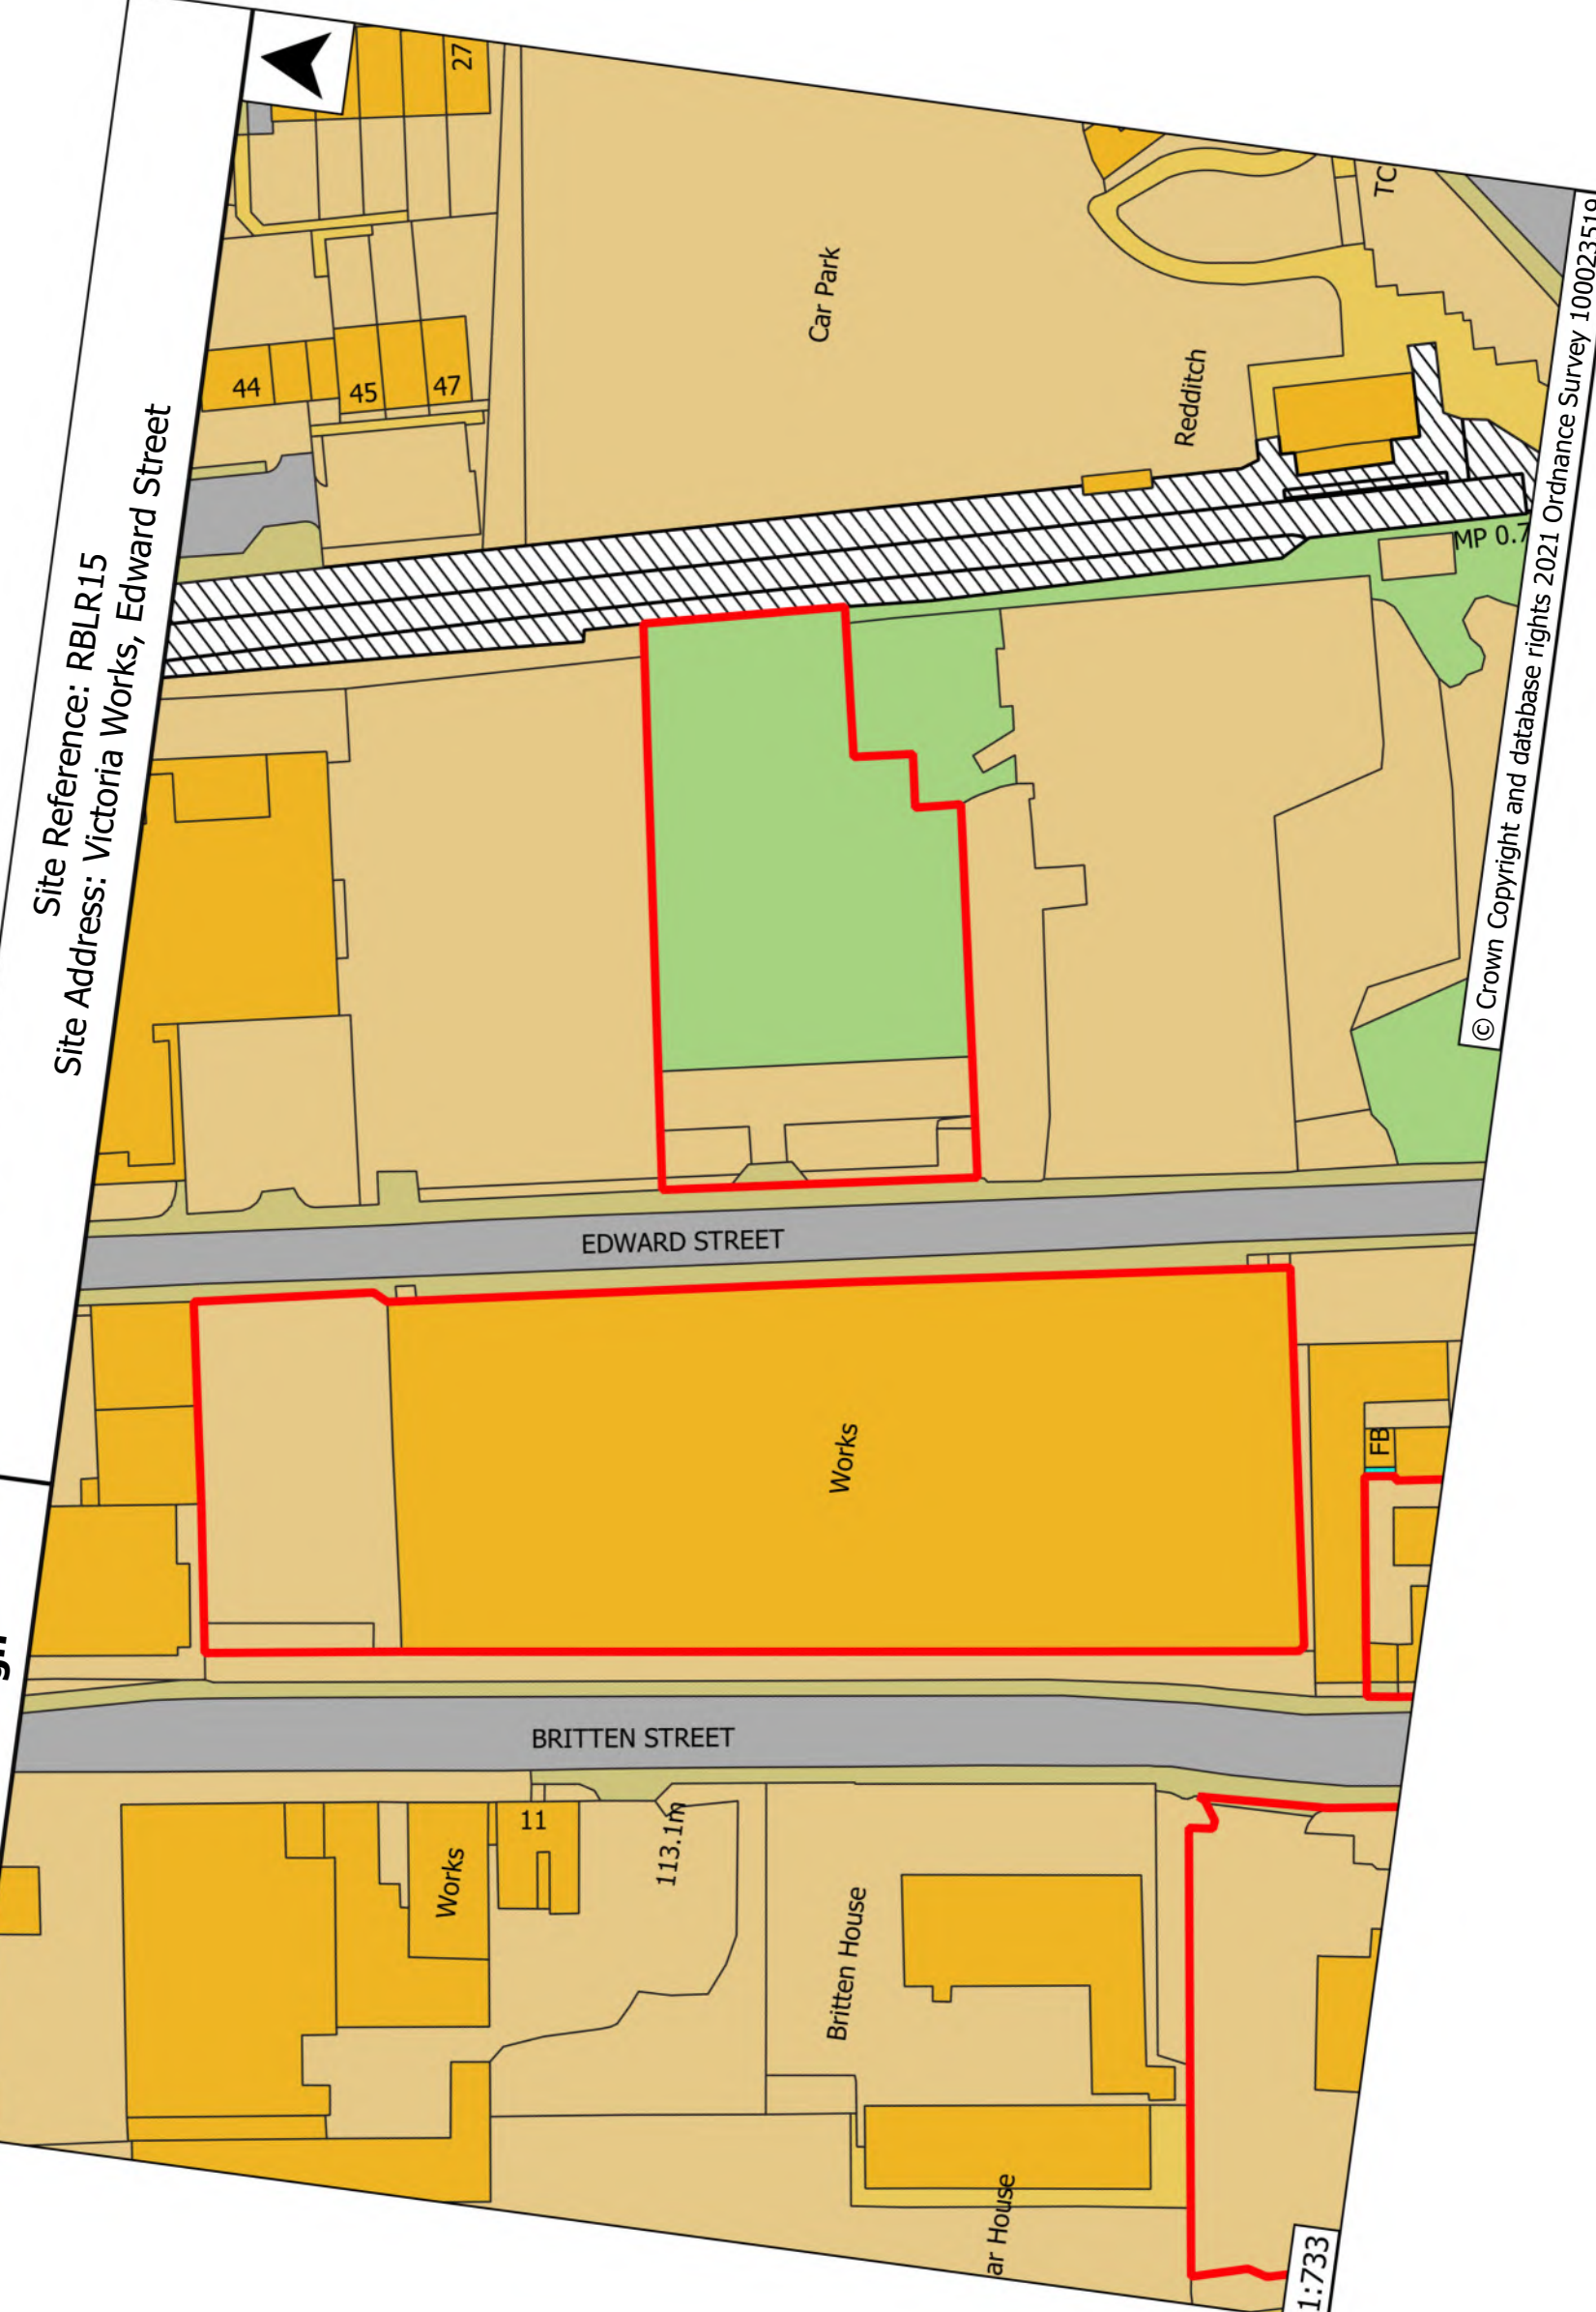 Site Reference: RBLR15
Site Address: Victoria Works, Edward Street
27
44
45
47
Car Park
Redditch
TC
MP 0.7
© Crown Copyright and database rights 2021 Ordnance Survey 100023519
EDWARD STREET
Works
FB
BRITTEN STREET
11
Works
113.1m
Britten House
ar House
1:733